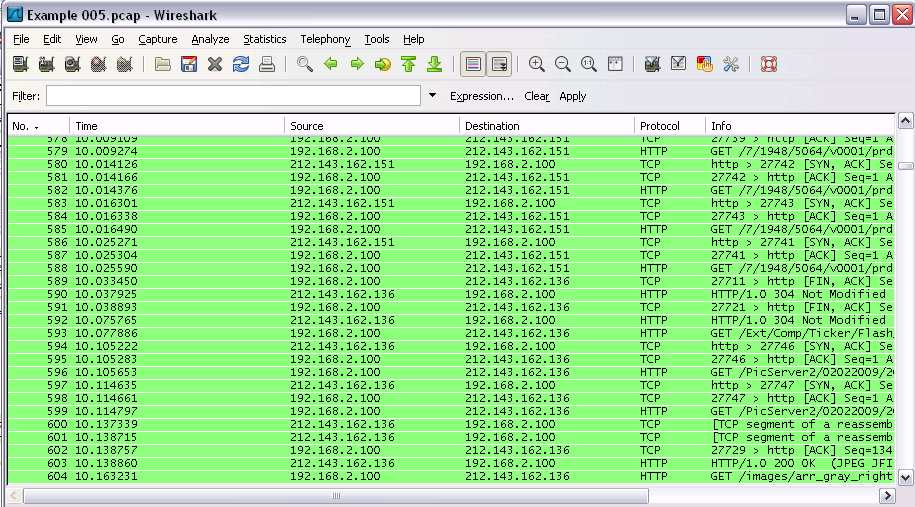 Example 005.pcap - Wireshark
File Edit View Go Capture Analyze Statistics Telephony Tools Help
Filter: Expression... Clear Apply
No. Time Source Destination Protocol Info
578 10.009109 192.168.2.100 212.143.162.151 TCP 27739 > http [ACK] Seq=1 A
579 10.009274 192.168.2.100 212.143.162.151 HTTP GET /7/1948/5064/v0001/prd
580 10.014126 212.143.162.151 192.168.2.100 TCP http > 27742 [SYN, ACK] Se
581 10.014166 192.168.2.100 212.143.162.151 TCP 27742 > http [ACK] Seq=1 A
582 10.014376 192.168.2.100 212.143.162.151 HTTP GET /7/1948/5064/v0001/prd
583 10.016301 212.143.162.151 192.168.2.100 TCP http > 27743 [SYN, ACK] Se
584 10.016338 192.168.2.100 212.143.162.151 TCP 27743 > http [ACK] Seq=1 A
585 10.016490 192.168.2.100 212.143.162.151 HTTP GET /7/1948/5064/v0001/prd
586 10.025271 212.143.162.151 192.168.2.100 TCP http > 27741 [SYN, ACK] Se
587 10.025304 192.168.2.100 212.143.162.151 TCP 27741 > http [ACK] Seq=1 A
588 10.025590 192.168.2.100 212.143.162.151 HTTP GET /7/1948/5064/v0001/prd
589 10.033450 192.168.2.100 212.143.162.136 TCP 27711 > http [FIN, ACK] Se
590 10.037925 212.143.162.136 192.168.2.100 HTTP HTTP/1.0 304 Not Modified
591 10.038893 192.168.2.100 212.143.162.136 TCP 27721 > http [FIN, ACK] Se
592 10.075765 212.143.162.136 192.168.2.100 HTTP HTTP/1.0 304 Not Modified
593 10.077886 192.168.2.100 212.143.162.136 HTTP GET /Ext/Comp/Ticker/Flash_
594 10.105222 212.143.162.136 192.168.2.100 TCP http > 27746 [SYN, ACK] Se
595 10.105283 192.168.2.100 212.143.162.136 TCP 27746 > http [ACK] Seq=1 A
596 10.105653 192.168.2.100 212.143.162.136 HTTP GET /PicServer2/02022009/20
597 10.114635 212.143.162.136 192.168.2.100 TCP http > 27747 [SYN, ACK] Se
598 10.114661 192.168.2.100 212.143.162.136 TCP 27747 > http [ACK] Seq=1 A
599 10.114797 192.168.2.100 212.143.162.136 HTTP GET /PicServer2/02022009/20
600 10.137339 212.143.162.136 192.168.2.100 TCP [TCP segment of a reassemb
601 10.138715 212.143.162.136 192.168.2.100 TCP [TCP segment of a reassemb
602 10.138757 192.168.2.100 212.143.162.136 TCP 27729 > http [ACK] Seq=134
603 10.138860 212.143.162.136 192.168.2.100 HTTP HTTP/1.0 200 OK (JPEG JFI
604 10.163231 192.168.2.100 212.143.162.136 HTTP GET /images/arr_gray_right